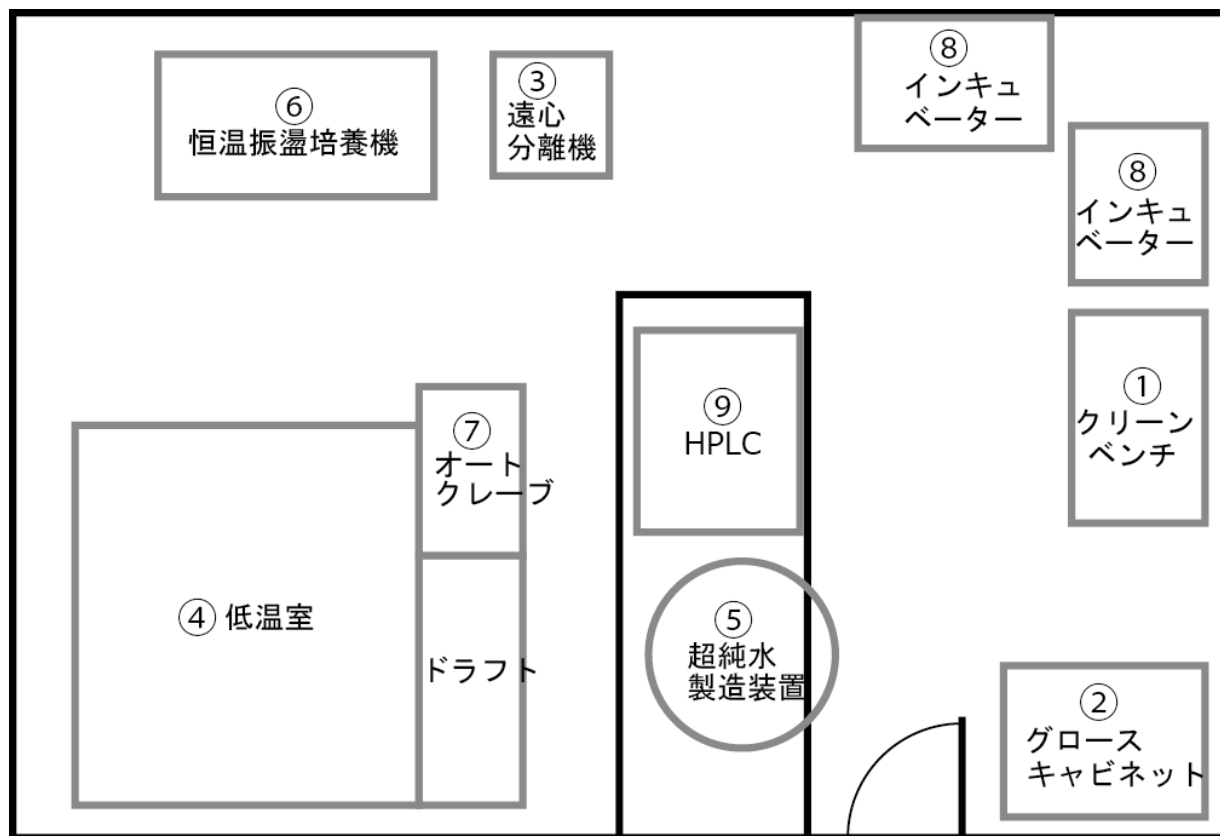 ⑥
恒温振盪培養機
③
遠心
分離機
⑧
インキュ
ベーター
⑧
インキュ
ベーター
①
クリーン
ベンチ
⑨
HPLC
⑦
オート
クレーブ
④ 低温室
ドラフト
⑤
超純水
製造装置
②
グロース
キャビネット